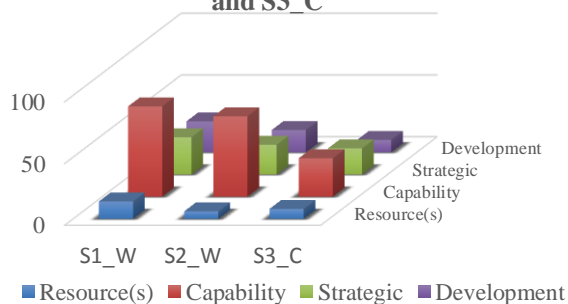 and S3_C
100
50
0
Development
Strategic
Capability
Resource(s)
S1_W S2_W S3_C
Resource(s) Capability Strategic Development